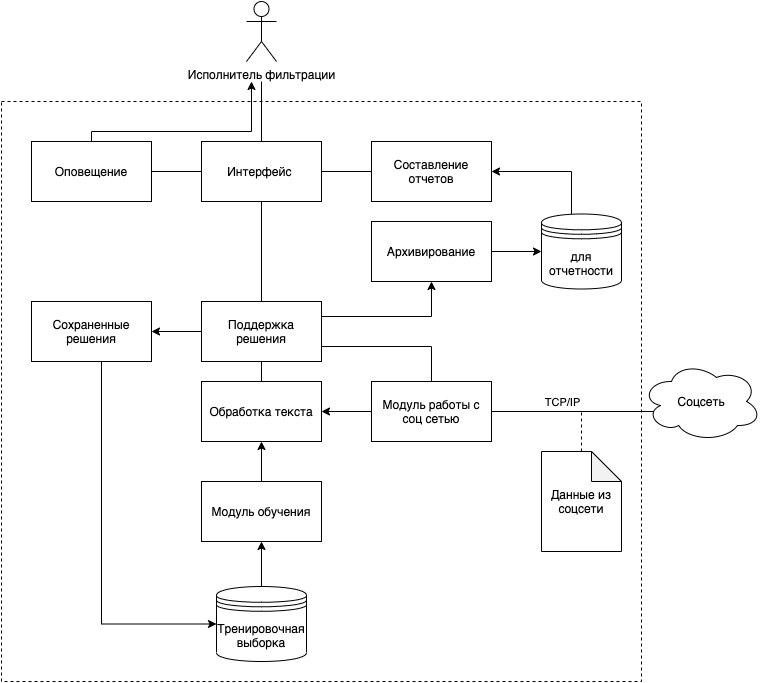 Исполнитель фильтрации
Оповещение
Интерфейс
Составление
отчетов
Архивирование
для
отчетности
Сохраненные
решения
Поддержка
решения
Обработка текста
Модуль работы с
соц сетью
TCP/IP
Соцсеть
Данные из
соцсети
Модуль обучения
Тренировочная
выборка